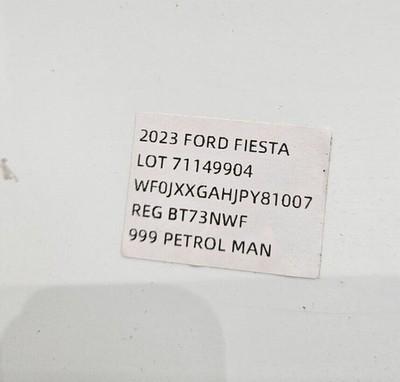 2023 FORD FIESTA
LOT 71149904
WF0JXXGAHJPY81007
REG BT73NWF
999 PETROL MAN